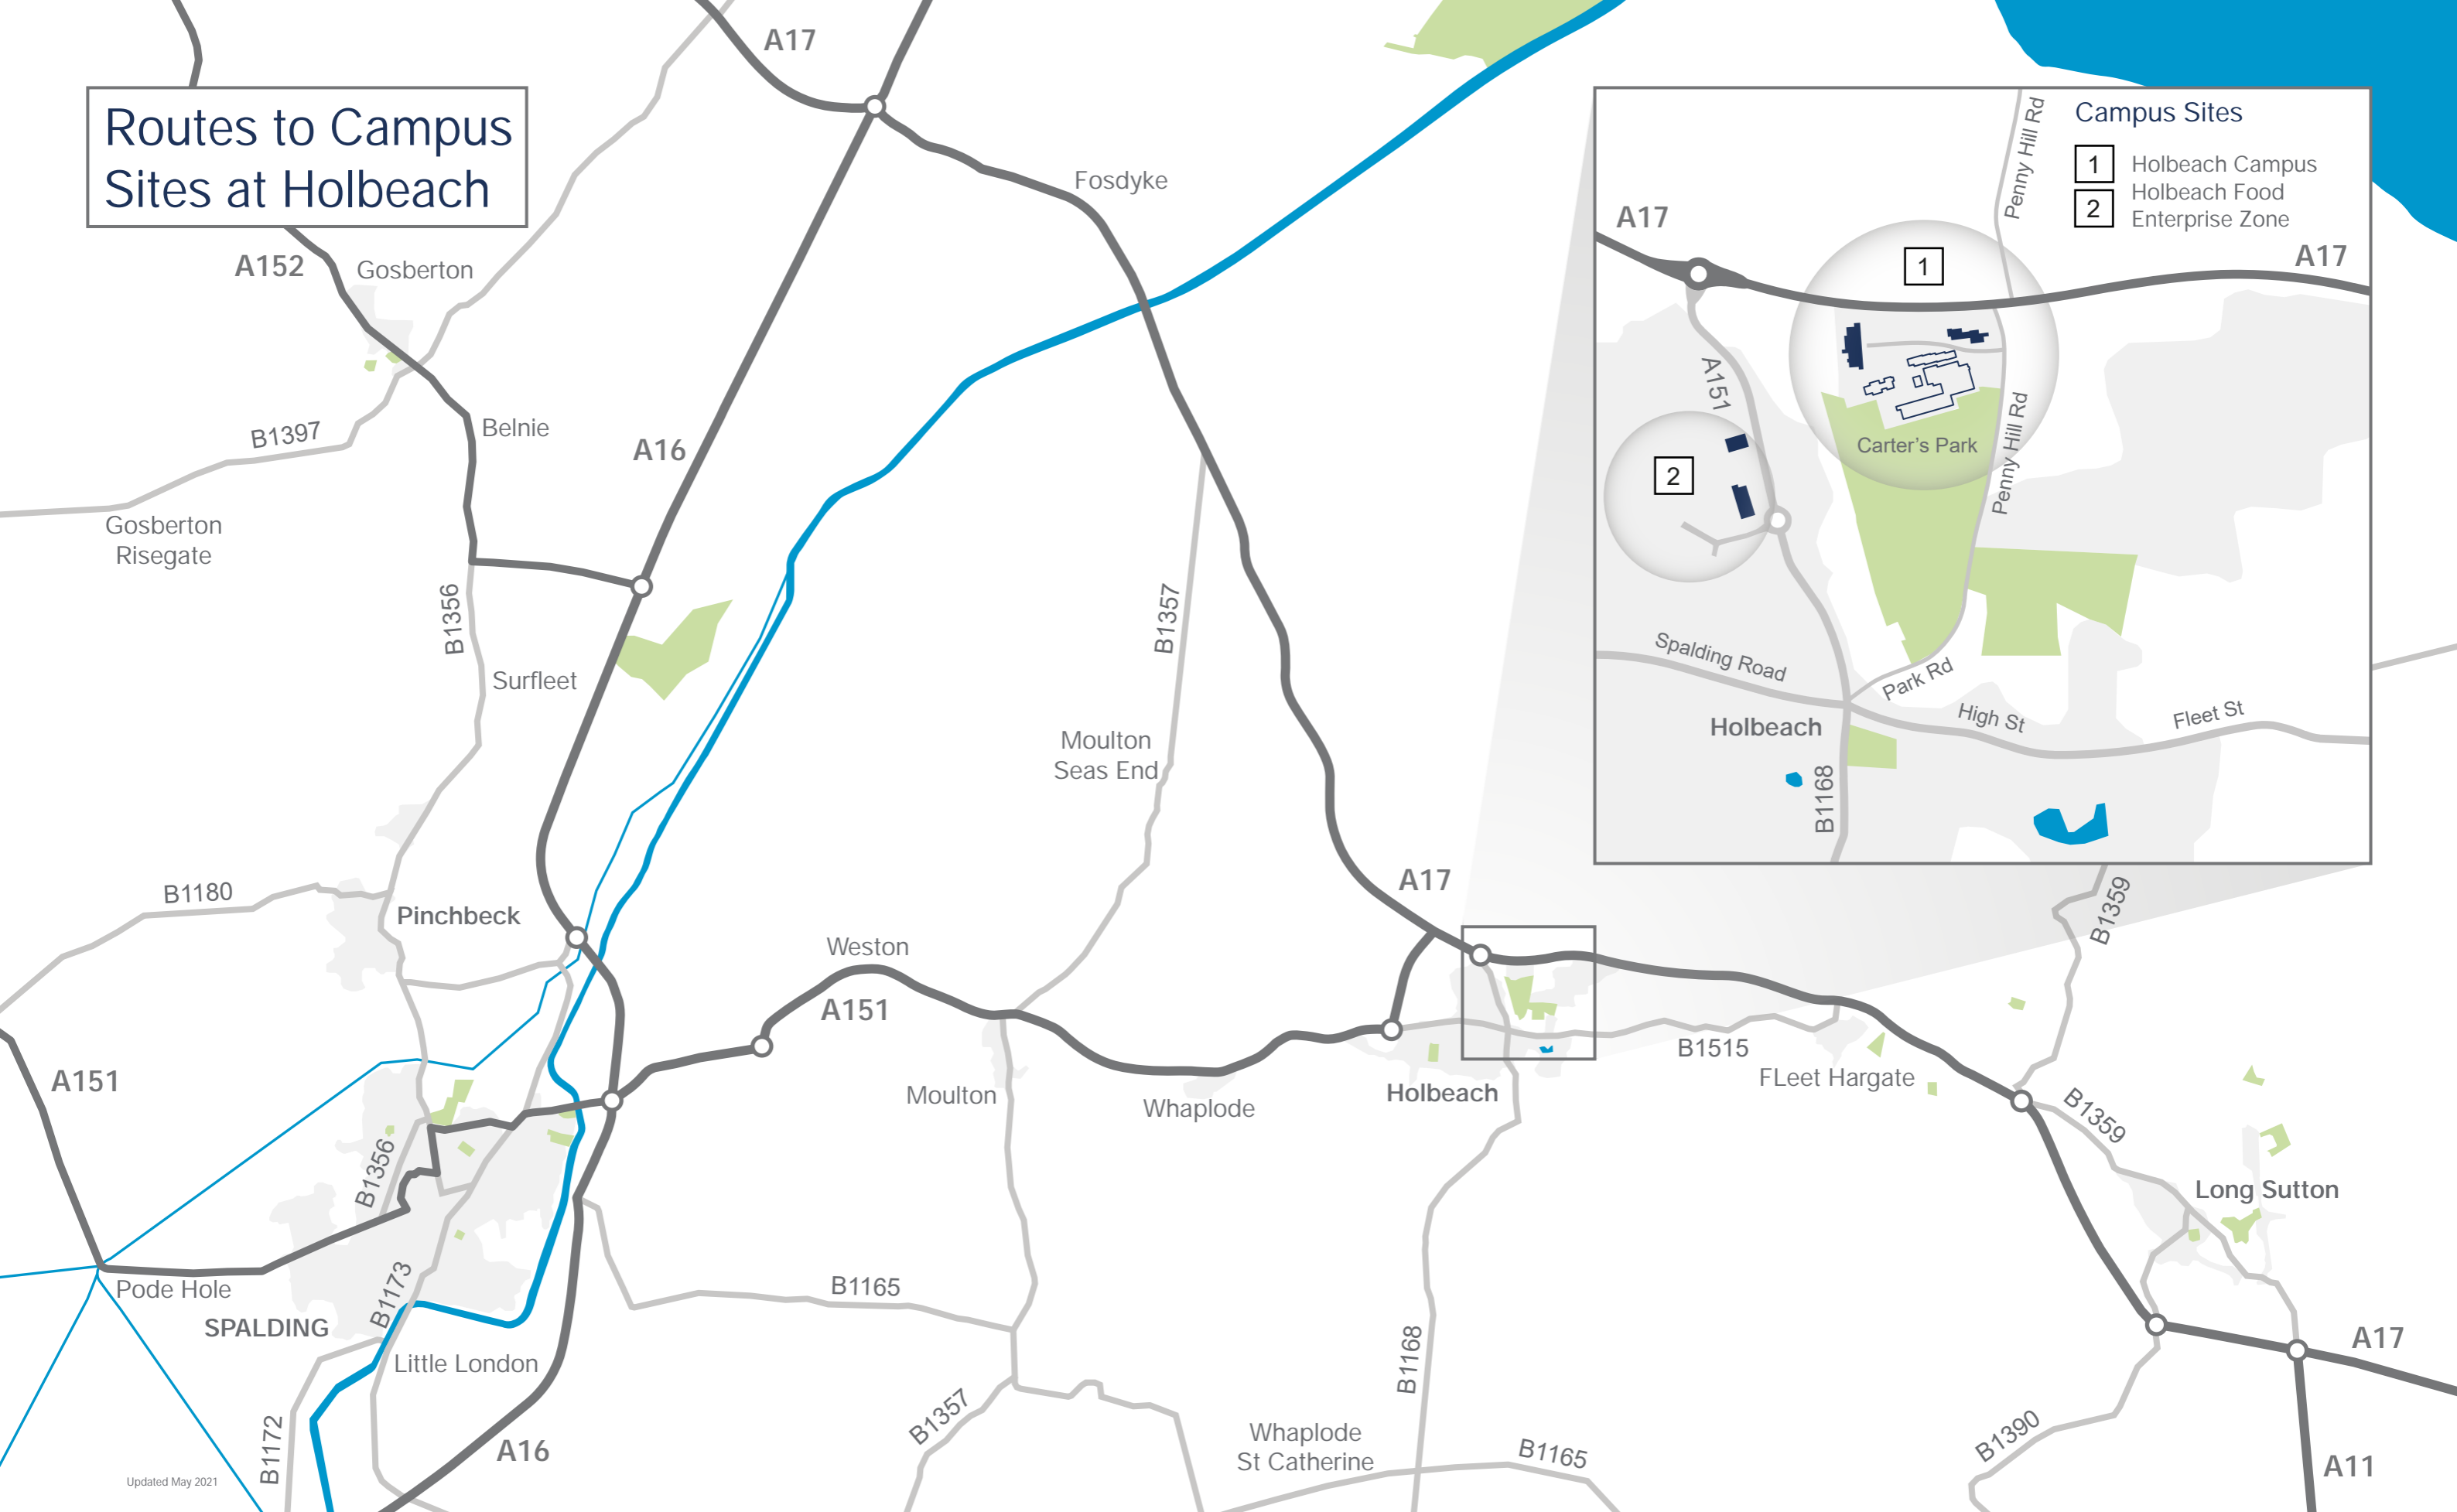 Routes to Campus
Sites at Holbeach
A17
Fosdyke
A152
Gosberton
B1397
Belnie
A16
Gosberton
Risegate
B1356
Surfleet
B1357
Moulton
Seas End
B1180
Pinchbeck
Weston
A151
A17
A151
Moulton
Whaplode
Holbeach
B1515
FLeet Hargate
B1359
B1359
Long Sutton
B1356
Pode Hole
B1173
SPALDING
Little London
B1165
B1172
A16
B1357
B1168
Whaplode
St Catherine
B1165
B1390
A17
A11
Updated May 2021
Campus Sites
1 Holbeach Campus
2 Holbeach Food
Enterprise Zone
Penny Hill Rd
A17
A17
1
A151
2
Carter's Park
Penny Hill Rd
Spalding Road
Park Rd
High St
Fleet St
Holbeach
B1168